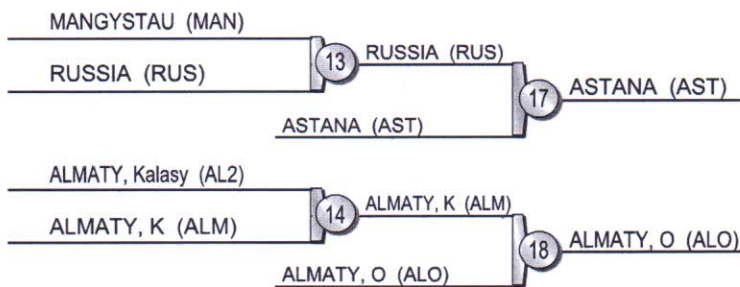 MANGYSTAU (MAN)
RUSSIA (RUS)
13
RUSSIA (RUS)
ASTANA (AST)
17
ASTANA (AST)
ALMATY, Kalasy (AL2)
ALMATY, K (ALM)
14
ALMATY, K (ALM)
ALMATY, O (ALO)
18
ALMATY, O (ALO)